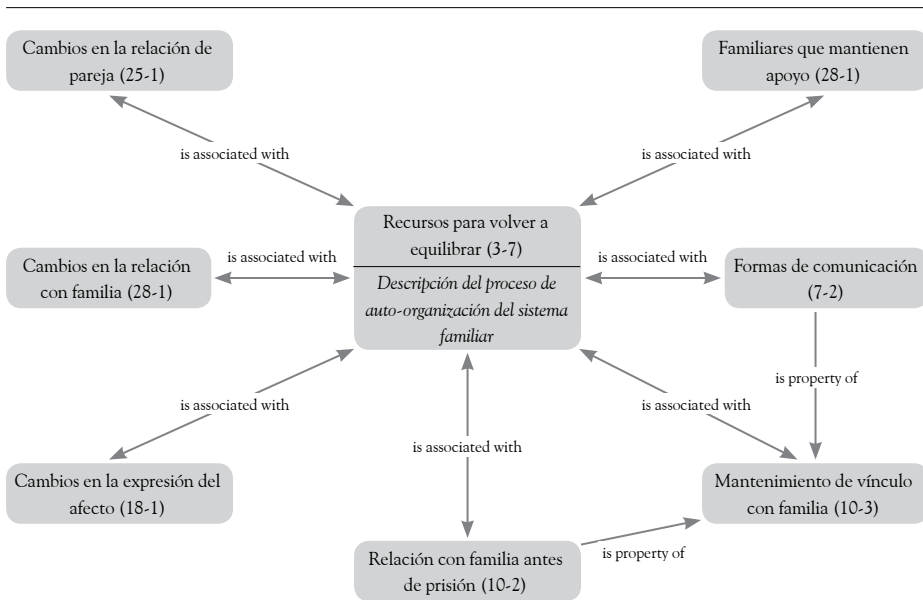 Cambios en la relación de
pareja (25-1)
Familiares que mantienen
apoyo (28-1)
is associated with
is associated with
Recursos para volver a
equilibrar (3-7)
Descripción del proceso de
auto-organización del sistema
familiar
Cambios en la relación
con familia (28-1)
is associated with
is associated with
Formas de comunicación
(7-2)
is property of
is associated with
is associated with
is associated with
Cambios en la expresión del
afecto (18-1)
Mantenimiento de vínculo
con familia (10-3)
Relación con familia antes
de prisión (10-2)
is property of